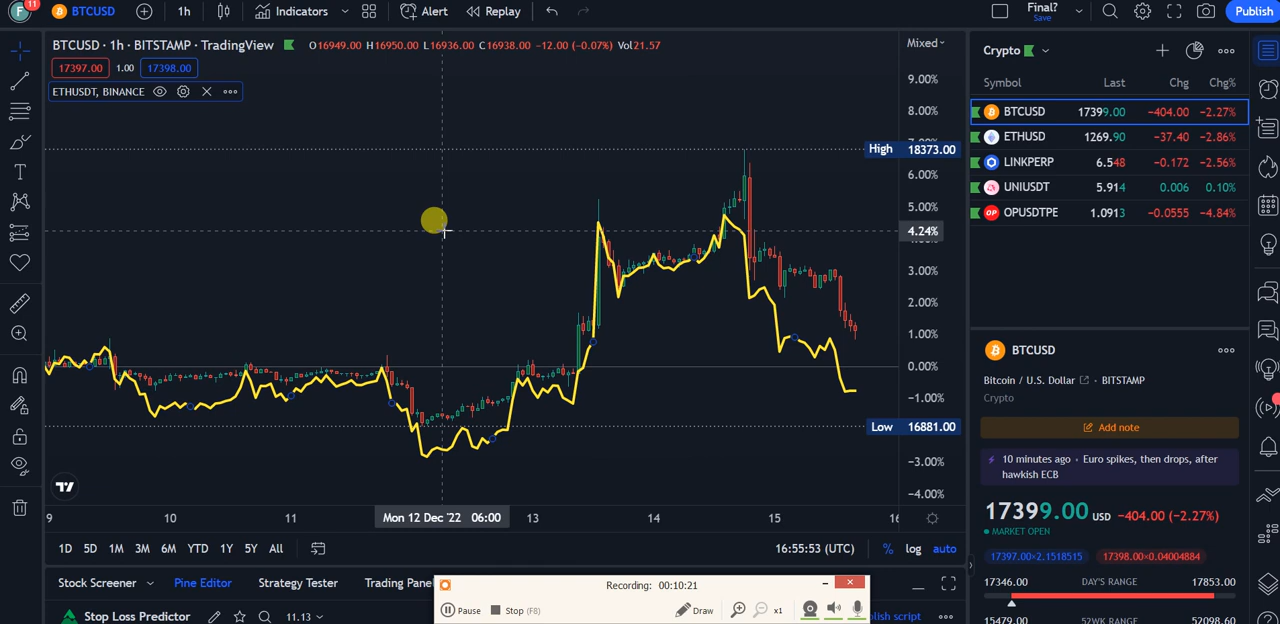 F 11 BTCUSD 1h Indicators Alert Replay Final? Save Publish
BTCUSD · 1h · BITSTAMP · TradingView O16949.00 H16950.00 L16936.00 C16938.00 −12.00 (−0.07%) Vol21.57
17397.00 1.00 17398.00
ETHUSDT, BINANCE
Mixed
9.00%
8.00%
High 18373.00
6.00%
5.00%
4.24%
3.00%
2.00%
1.00%
0.00%
−1.00%
Low 16881.00
−3.00%
−4.00%
9 10 11 Mon 12 Dec '22 06:00 13 14 15 16
1D 5D 1M 3M 6M YTD 1Y 5Y All 16:55:53 (UTC) % log auto
Stock Screener Pine Editor Strategy Tester Trading Pane
Stop Loss Predictor 11.13 blish script
Recording: 00:10:21
Pause Stop (F8) Draw x1
Crypto
Symbol Last Chg Chg%
BTCUSD 17399.00 −404.00 −2.27%
ETHUSD 1269.90 −37.40 −2.86%
LINKPERP 6.548 −0.172 −2.56%
UNIUSDT 5.914 0.006 0.10%
OPUSDTPE 1.0913 −0.0555 −4.84%
BTCUSD
Bitcoin / U.S. Dollar · BITSTAMP
Crypto
Add note
10 minutes ago · Euro spikes, then drops, after
hawkish ECB
17399.00 USD −404.00 (−2.27%)
MARKET OPEN
17397.00×2.1518515 17398.00×0.04004884
17346.00 DAY'S RANGE 17853.00
15479.00 52WK RANGE 52098.60